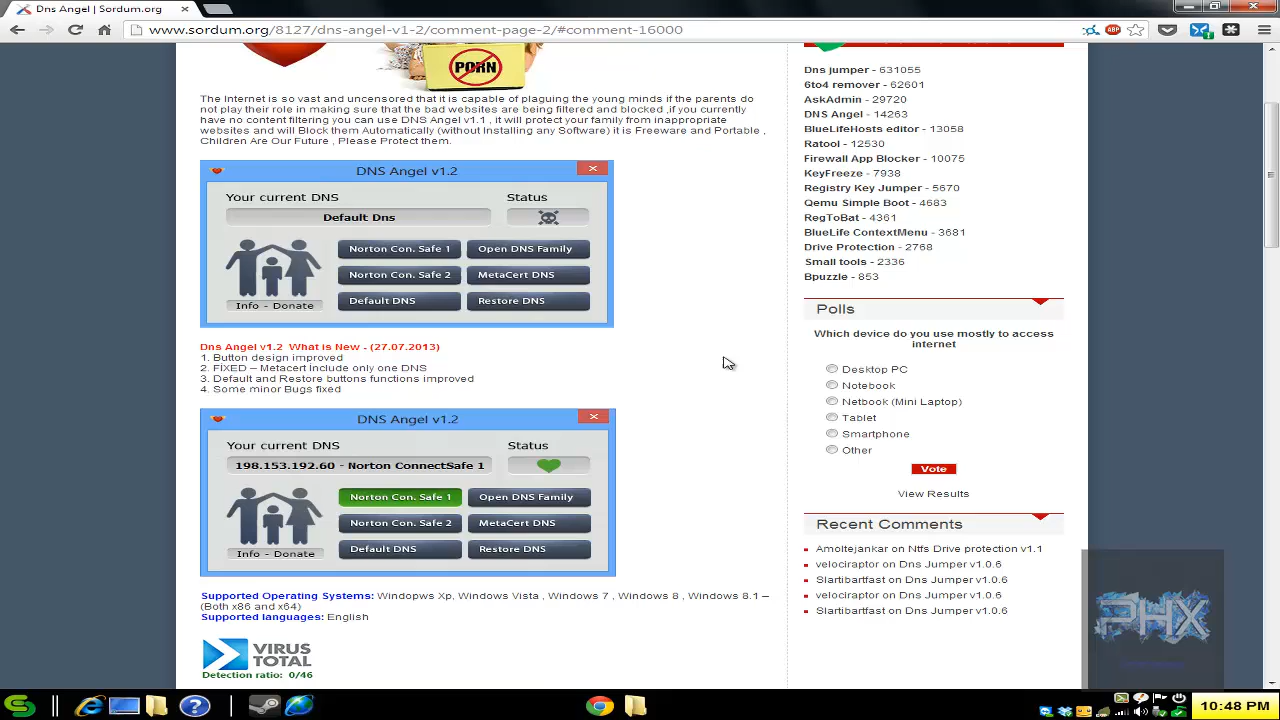 Dns Angel | Sordum.org
www.sordum.org/8127/dns-angel-v1-2/comment-page-2/#comment-16000
PORN
The Internet is so vast and uncensored that it is capable of plaguing the young minds if the parents do
not play their role in making sure that the bad websites are being filtered and blocked ,if you currently
have no content filtering you can use DNS Angel v1.1 , it will protect your family from inappropriate
websites and will Block them Automatically (without Installing any Software) it is Freeware and Portable ,
Children Are Our Future , Please Protect them.
DNS Angel v1.2
Your current DNS
Status
Default Dns
Norton Con. Safe 1
Open DNS Family
Norton Con. Safe 2
MetaCert DNS
Info - Donate
Default DNS
Restore DNS
Dns Angel v1.2 What is New - (27.07.2013)
1. Button design improved
2. FIXED – Metacert include only one DNS
3. Default and Restore buttons functions improved
4. Some minor Bugs fixed
DNS Angel v1.2
Your current DNS
Status
198.153.192.60 - Norton ConnectSafe 1
Norton Con. Safe 1
Open DNS Family
Norton Con. Safe 2
MetaCert DNS
Info - Donate
Default DNS
Restore DNS
Supported Operating Systems: Windopws Xp, Windows Vista , Windows 7 , Windows 8 , Windows 8.1 –
(Both x86 and x64)
Supported languages: English
VIRUS
TOTAL
Detection ratio: 0/46
Dns jumper - 631055
6to4 remover - 62601
AskAdmin - 29720
DNS Angel - 14263
BlueLifeHosts editor - 13058
Ratool - 12530
Firewall App Blocker - 10075
KeyFreeze - 7938
Registry Key Jumper - 5670
Qemu Simple Boot - 4683
RegToBat - 4361
BlueLife ContextMenu - 3681
Drive Protection - 2768
Small tools - 2336
Bpuzzle - 853
Polls
Which device do you use mostly to access
internet
Desktop PC
Notebook
Netbook (Mini Laptop)
Tablet
Smartphone
Other
Vote
View Results
Recent Comments
Amoltejankar on Ntfs Drive protection v1.1
velociraptor on Dns Jumper v1.0.6
Slartibartfast on Dns Jumper v1.0.6
velociraptor on Dns Jumper v1.0.6
Slartibartfast on Dns Jumper v1.0.6
PHX
10:48 PM